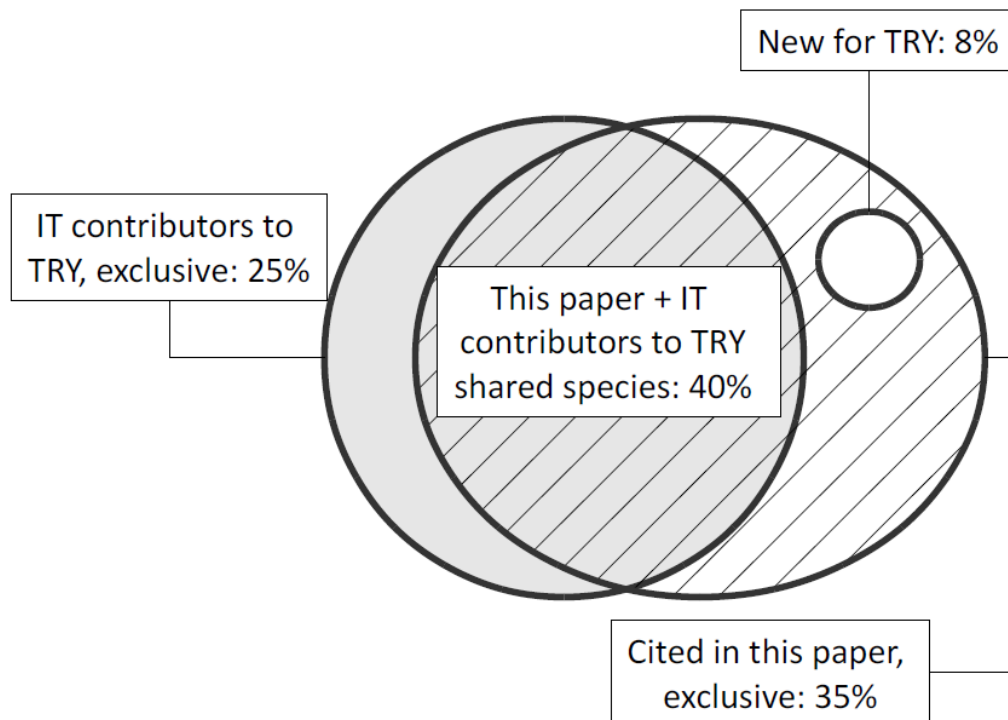 New for TRY: 8%
IT contributors to
TRY, exclusive: 25%
This paper + IT
contributors to TRY
shared species: 40%
Cited in this paper,
exclusive: 35%